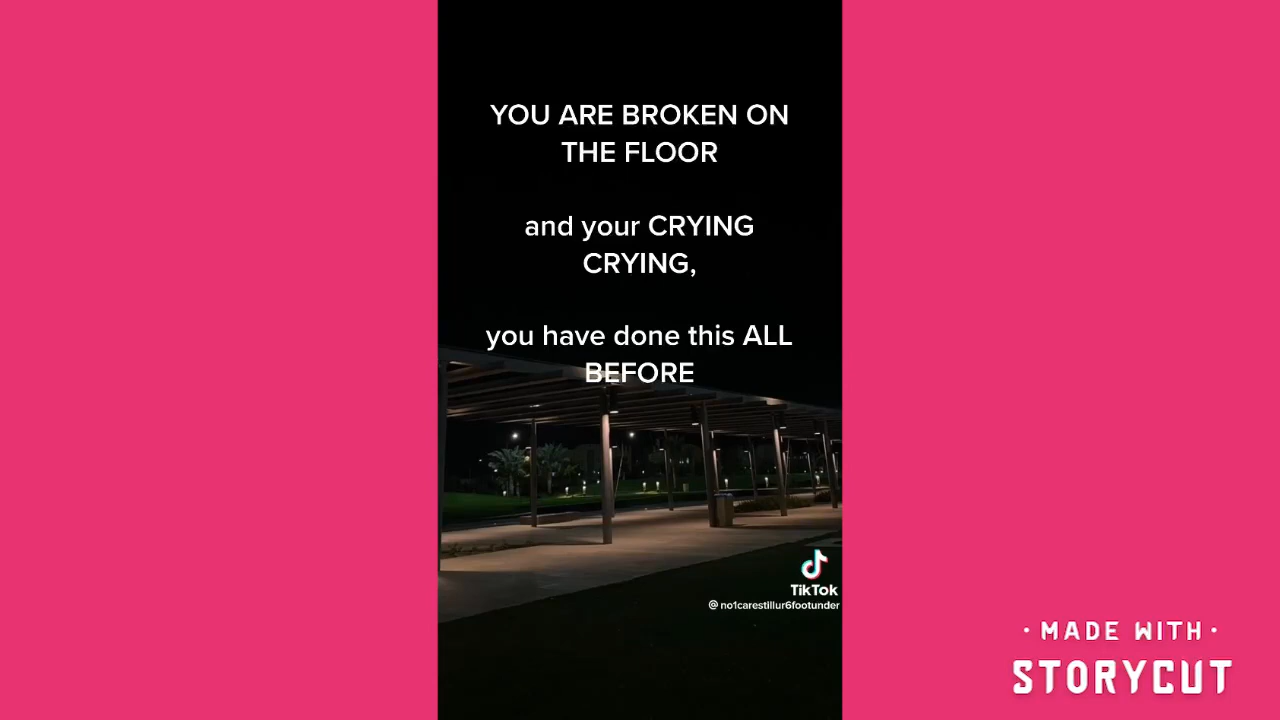 YOU ARE BROKEN ON
THE FLOOR
and your CRYING
CRYING,
you have done this ALL
BEFORE
TikTok
@no1carestillur6footunder
· MADE WITH ·
STORYCUT